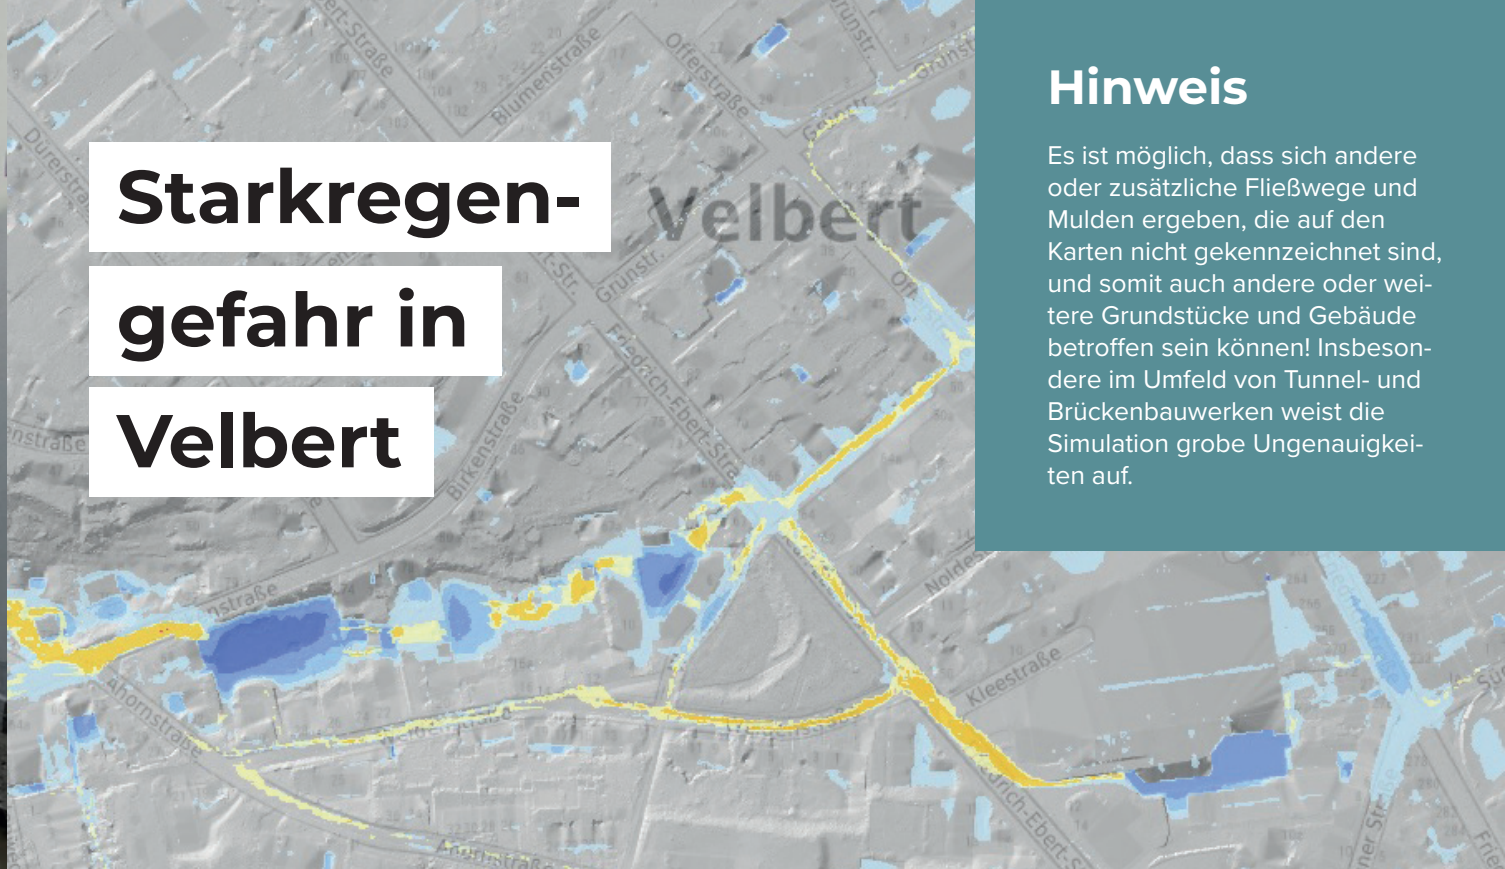 Starkregen-
gefahr in
Velbert
Hinweis
Es ist möglich, dass sich andere
oder zusätzliche Fließwege und
Mulden ergeben, die auf den
Karten nicht gekennzeichnet sind,
und somit auch andere oder wei-
tere Grundstücke und Gebäude
betroffen sein können! Insbeson-
dere im Umfeld von Tunnel- und
Brückenbauwerken weist die
Simulation grobe Ungenauigkei-
ten auf.
Velbert
Blumenstraße
Offerstraße
Grünstr.
Grünstr.
Friedrich-Ebert-Str
Birkenstraße
Ahornstraße
Kleestraße
Ahornstraße